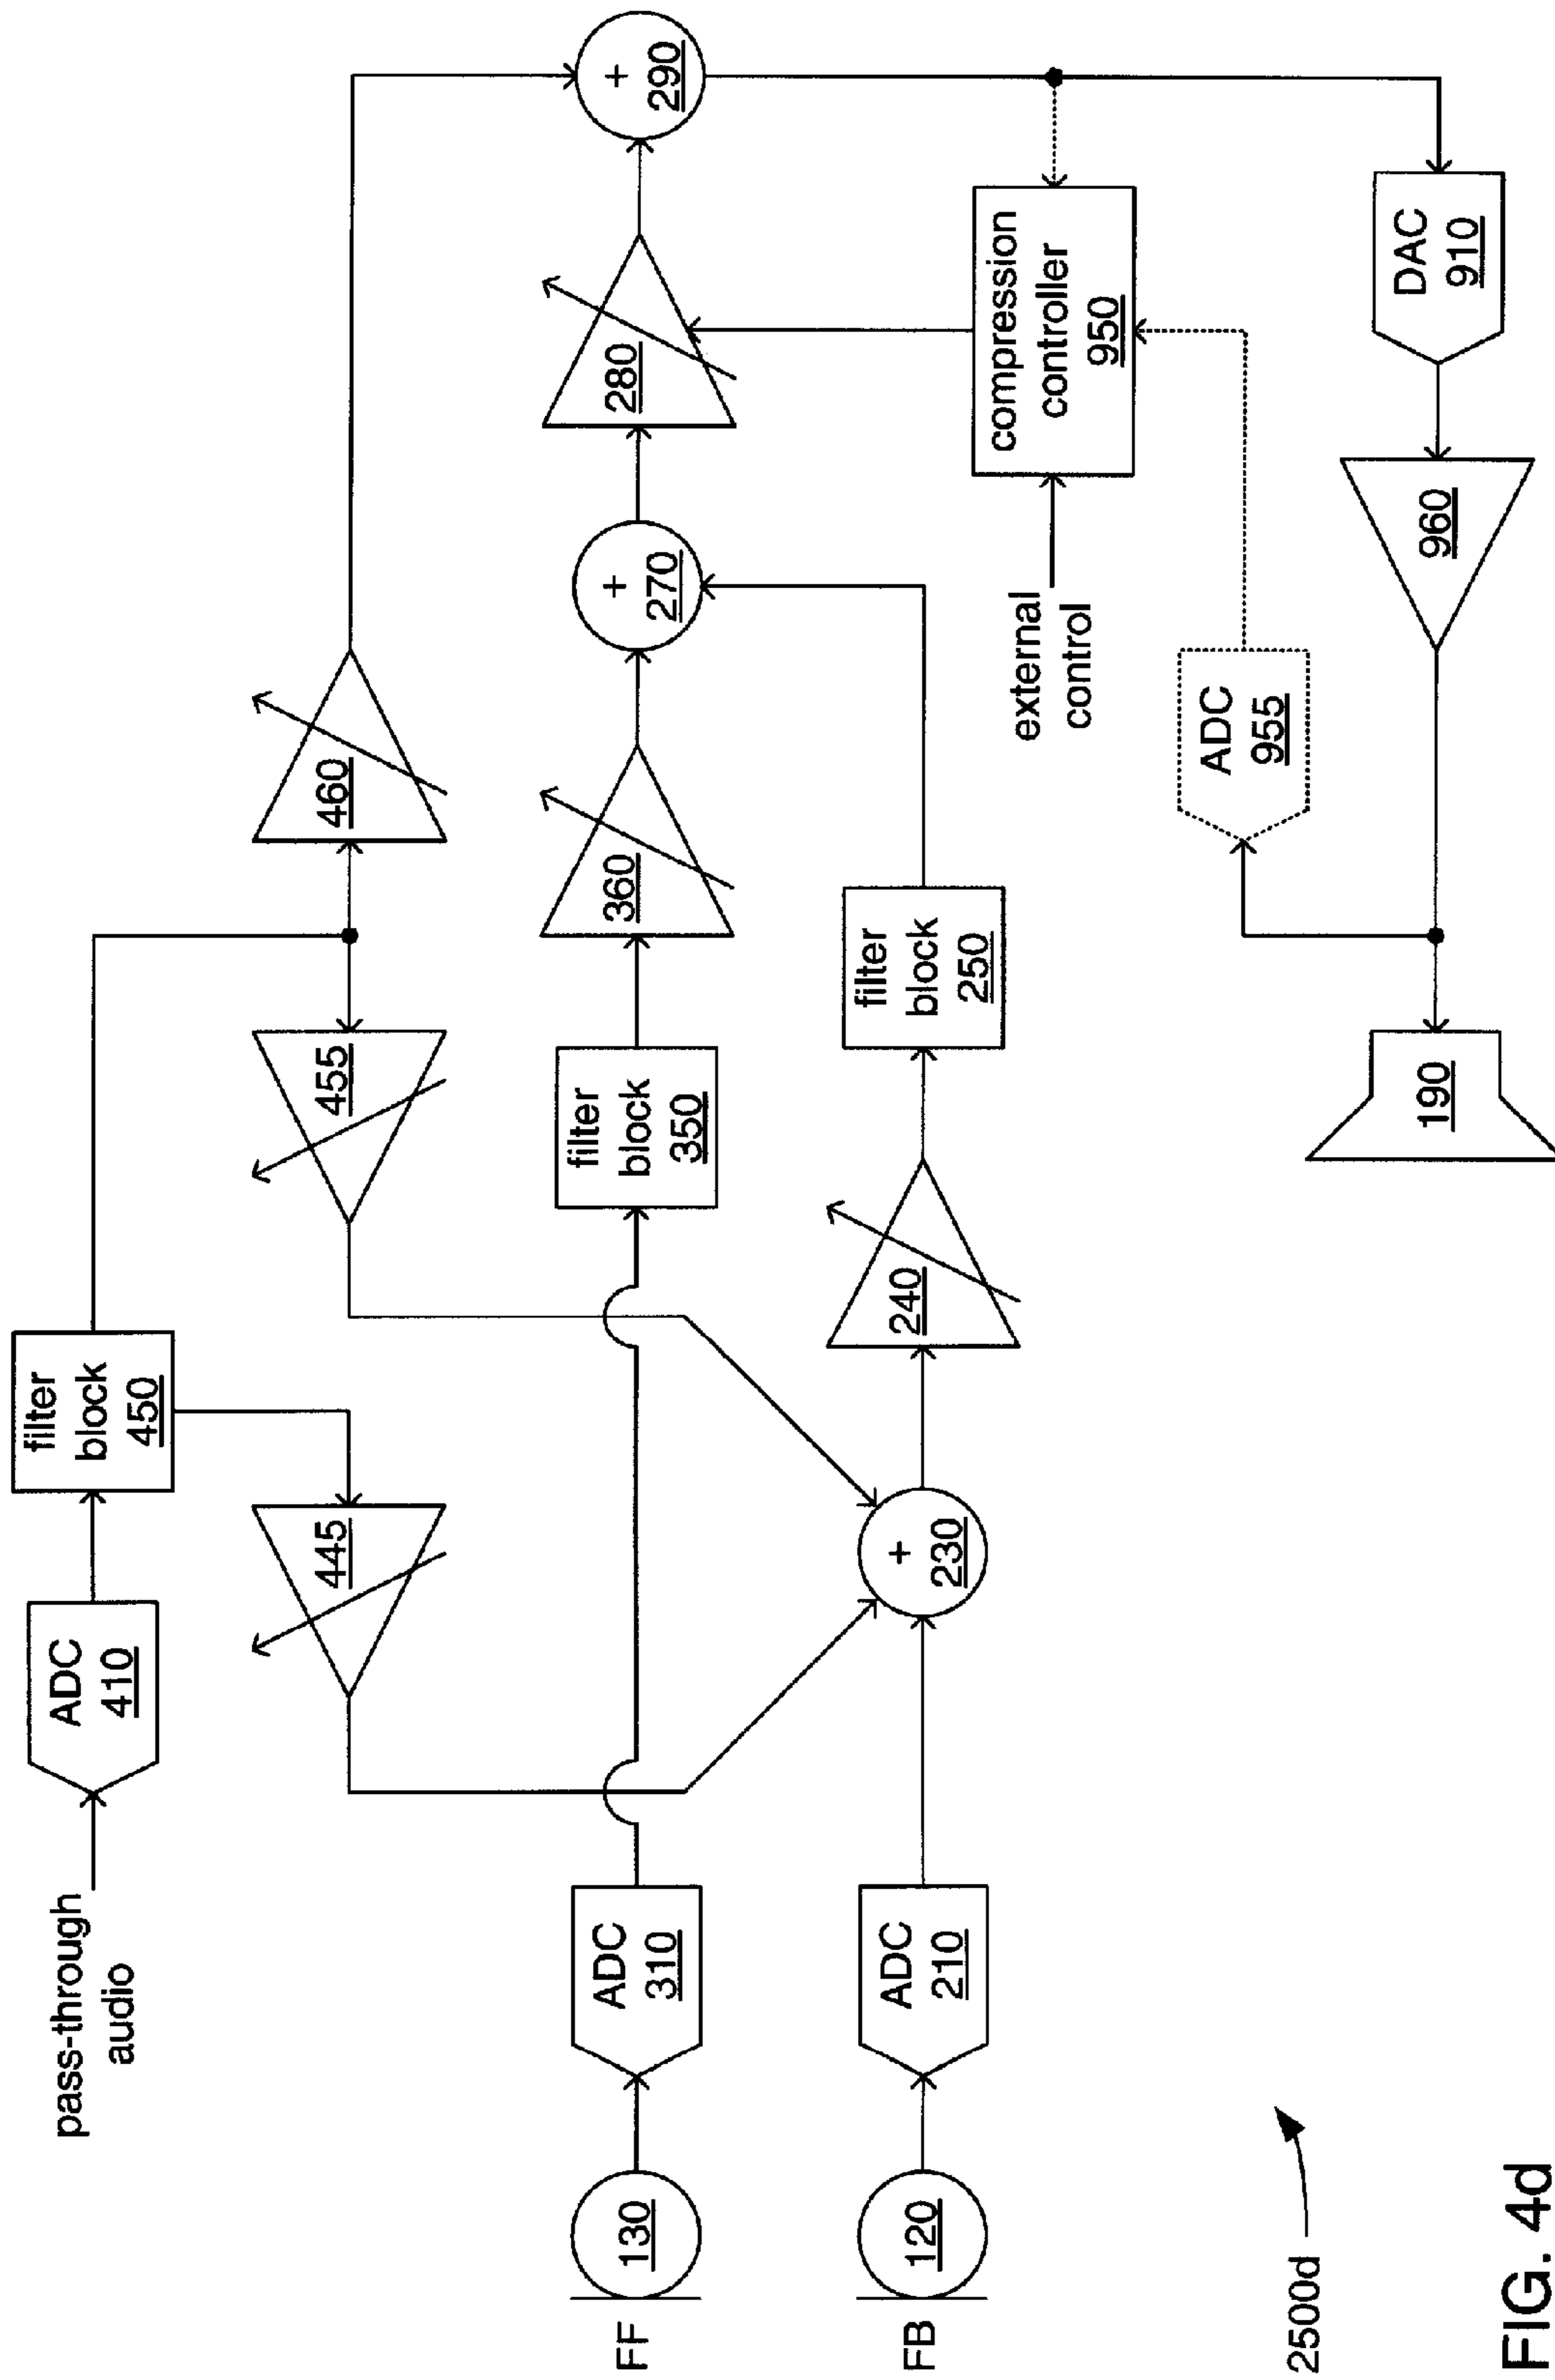 pass-through
audio
ADC
410
filter
block
450
445
455
460
FF
130
ADC
310
filter
block
350
360
+
270
280
+
290
FB
120
ADC
210
+
230
240
filter
block
250
external
control
compression
controller
950
ADC
955
190
960
DAC
910
2500d
FIG. 4d